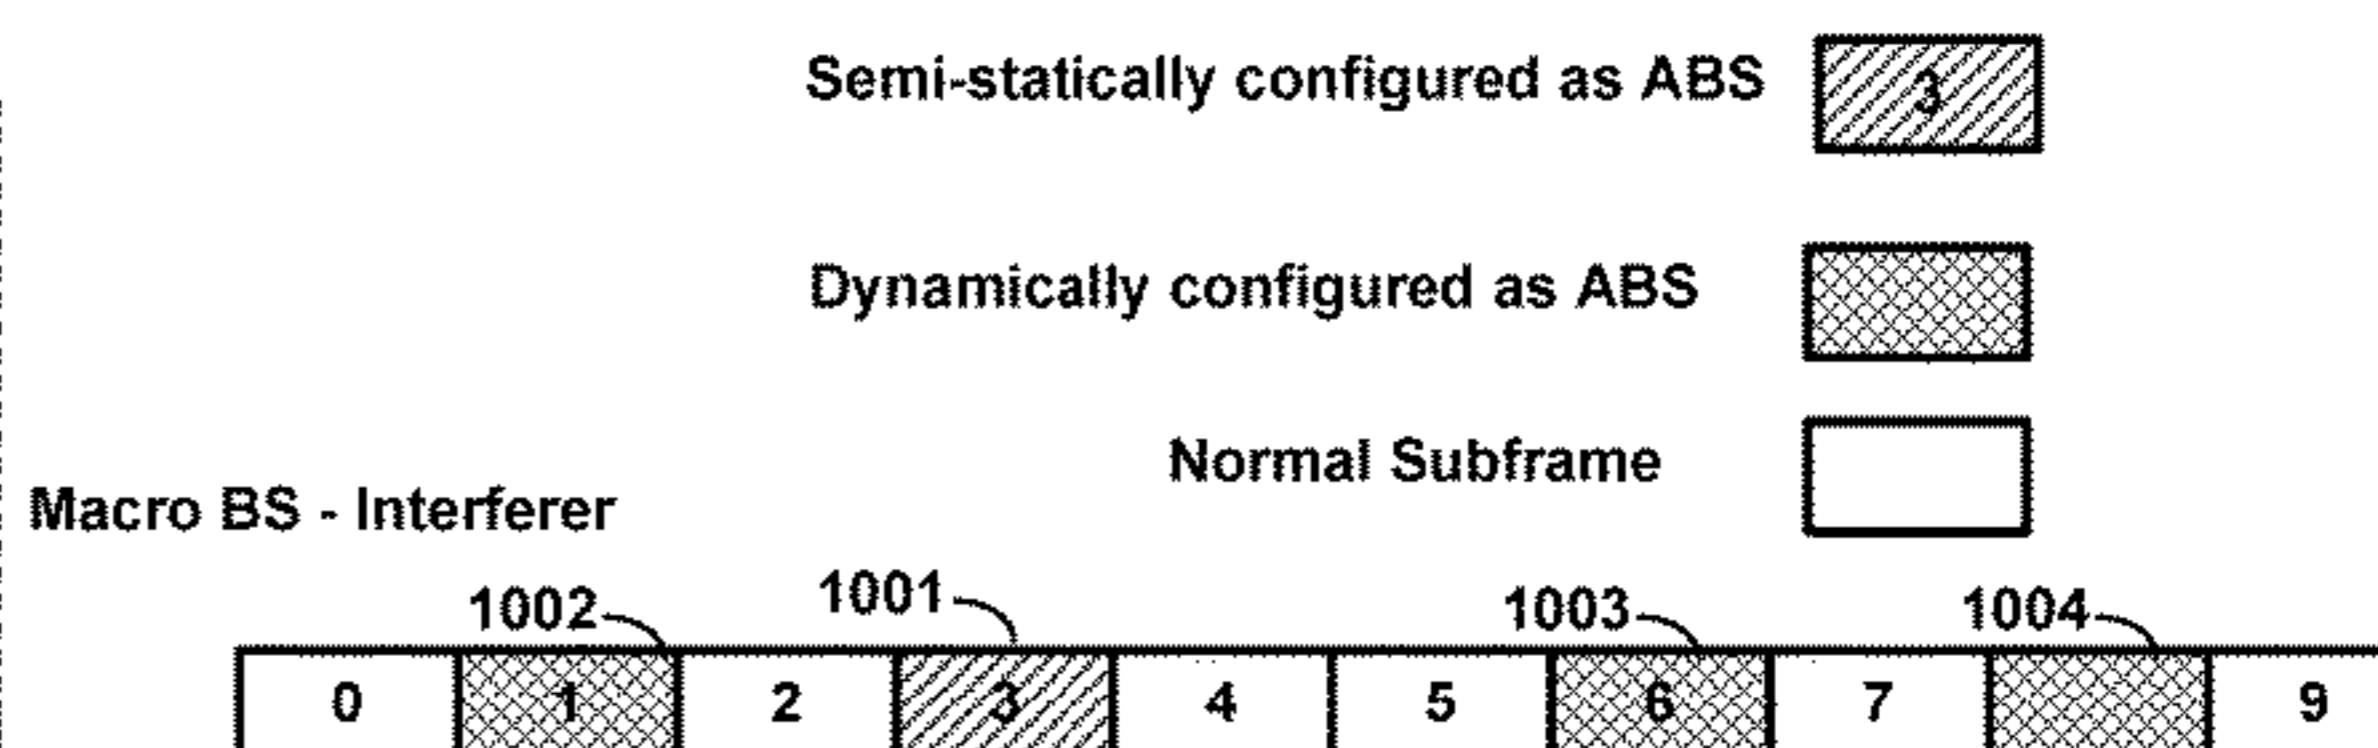 Semi-statically configured as ABS 3
Dynamically configured as ABS
Normal Subframe
Macro BS - Interferer
1002 1001 1003 1004
0 1 2 3 4 5 6 7 9